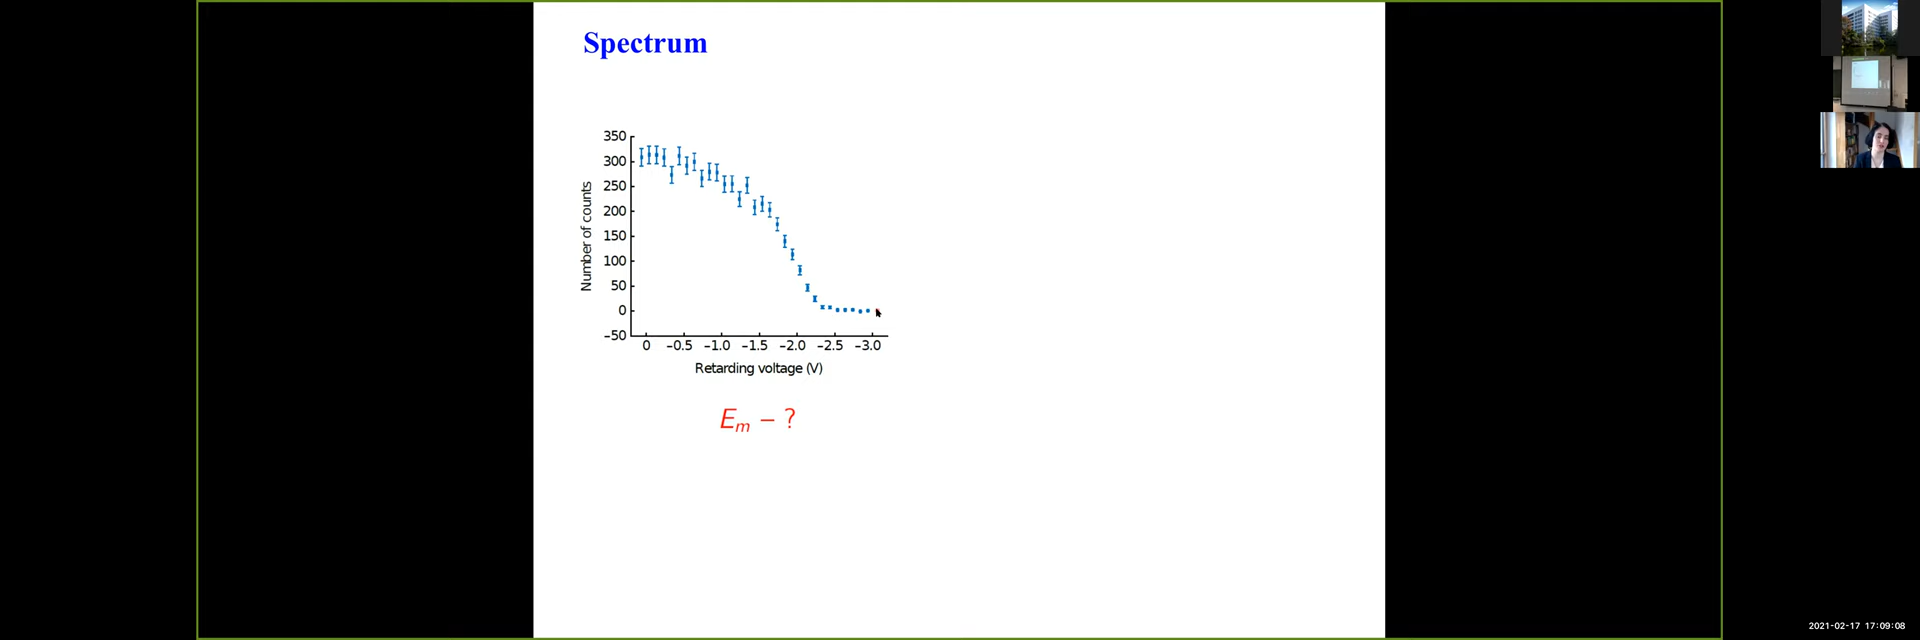 Spectrum
350
300
250
200
150
100
50
0
–50
Number of counts
0 –0.5 –1.0 –1.5 –2.0 –2.5 –3.0
Retarding voltage (V)
Eₘ – ?
2021-02-17 17:09:08